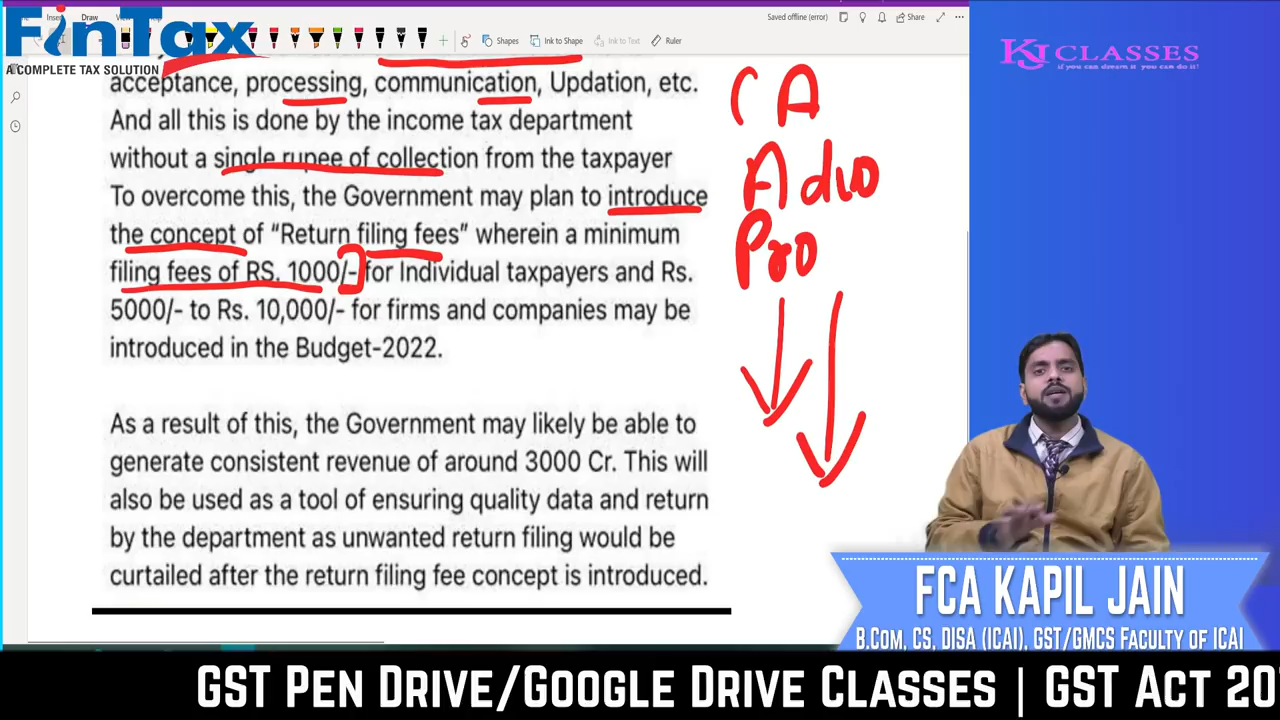 FinTax
A COMPLETE TAX SOLUTION
Draw
Saved offline (error)
Share
Shapes
Ink to Shape
Ink to Text
Ruler
KJ CLASSES
if you can dream it you can do it!
acceptance, processing, communication, Updation, etc.
And all this is done by the income tax department
without a single rupee of collection from the taxpayer
To overcome this, the Government may plan to introduce
the concept of “Return filing fees” wherein a minimum
filing fees of RS. 1000/- for Individual taxpayers and Rs.
5000/- to Rs. 10,000/- for firms and companies may be
introduced in the Budget-2022.
As a result of this, the Government may likely be able to
generate consistent revenue of around 3000 Cr. This will
also be used as a tool of ensuring quality data and return
by the department as unwanted return filing would be
curtailed after the return filing fee concept is introduced.
CA
Pro
FCA KAPIL JAIN
B.COM, CS, DISA (ICAI), GST/GMCS FACULTY OF ICAI
GST PEN DRIVE/GOOGLE DRIVE CLASSES | GST ACT 20